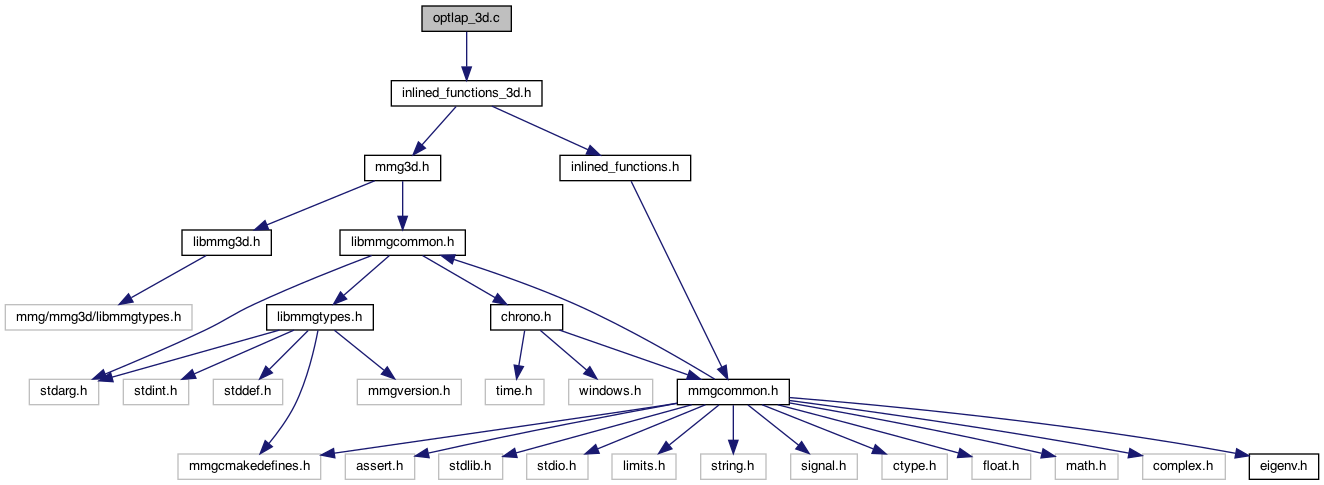 optlap_3d.c
inlined_functions_3d.h
mmg3d.h
inlined_functions.h
libmmg3d.h
libmmgcommon.h
mmg/mmg3d/libmmgtypes.h
libmmgtypes.h
chrono.h
stdarg.h
stdint.h
stddef.h
mmgversion.h
time.h
windows.h
mmgcommon.h
mmgcmakedefines.h
assert.h
stdlib.h
stdio.h
limits.h
string.h
signal.h
ctype.h
float.h
math.h
complex.h
eigenv.h